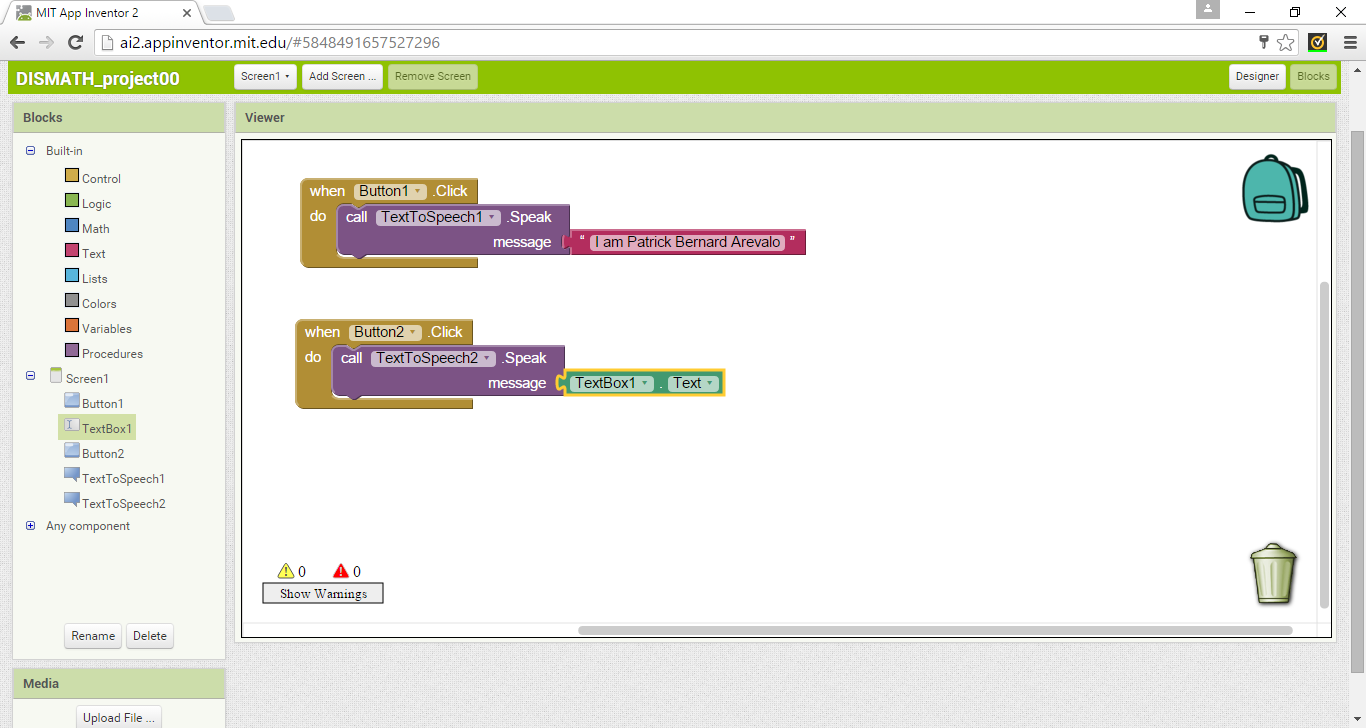 MIT App Inventor 2
ai2.appinventor.mit.edu/#5848491657527296
DISMATH_project00
Screen1
Add Screen ...
Remove Screen
Designer
Blocks
Blocks
Viewer
Built-in
Control
Logic
Math
Text
Lists
Colors
Variables
Procedures
Screen1
Button1
TextBox1
Button2
TextToSpeech1
TextToSpeech2
Any component
Rename
Delete
Media
Upload File ...
when Button1 .Click
do call TextToSpeech1 .Speak
message “ I am Patrick Bernard Arevalo ”
when Button2 .Click
do call TextToSpeech2 .Speak
message TextBox1 . Text
0 0
Show Warnings